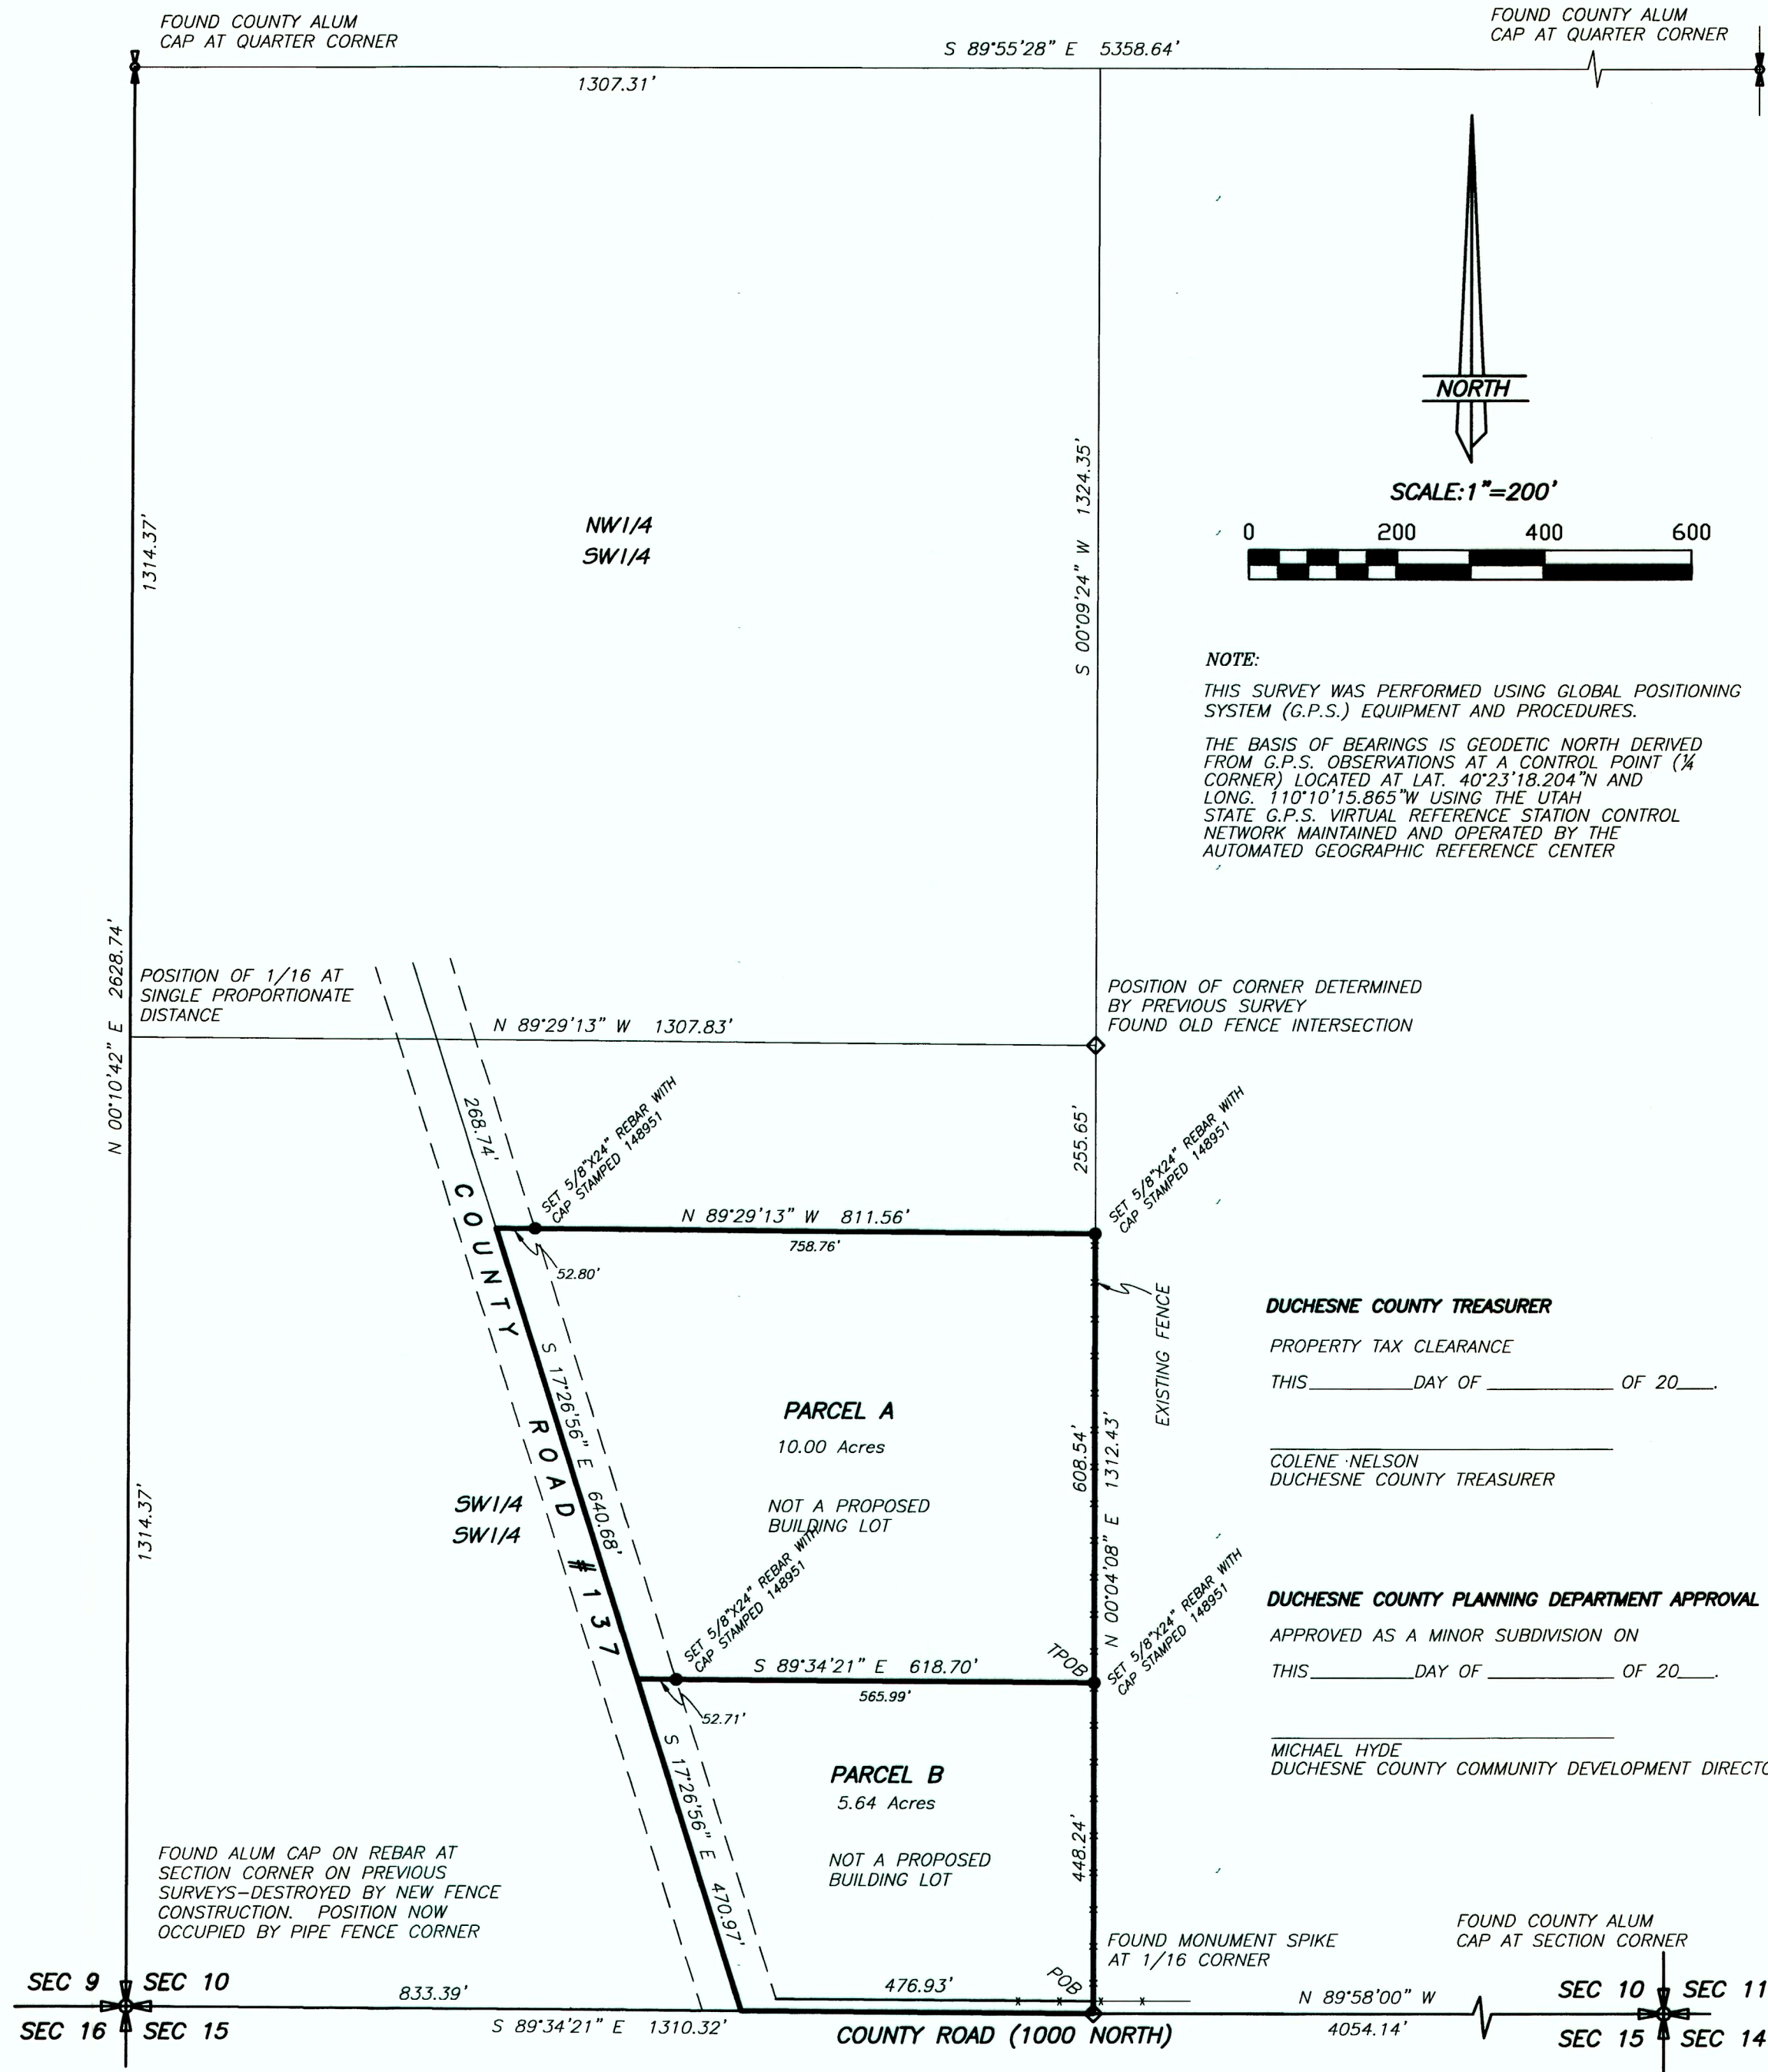 FOUND COUNTY ALUM
CAP AT QUARTER CORNER
S 89°55'28" E 5358.64'
FOUND COUNTY ALUM
CAP AT QUARTER CORNER
1307.31'
NORTH
SCALE:1"=200'
0 200 400 600
NW1/4
SW1/4
1314.37'
S 00°09'24" W 1324.35'
NOTE:
THIS SURVEY WAS PERFORMED USING GLOBAL POSITIONING
SYSTEM (G.P.S.) EQUIPMENT AND PROCEDURES.
THE BASIS OF BEARINGS IS GEODETIC NORTH DERIVED
FROM G.P.S. OBSERVATIONS AT A CONTROL POINT (¼
CORNER) LOCATED AT LAT. 40°23'18.204"N AND
LONG. 110°10'15.865"W USING THE UTAH
STATE G.P.S. VIRTUAL REFERENCE STATION CONTROL
NETWORK MAINTAINED AND OPERATED BY THE
AUTOMATED GEOGRAPHIC REFERENCE CENTER
N 00°10'42" E 2628.74'
POSITION OF 1/16 AT
SINGLE PROPORTIONATE
DISTANCE
N 89°29'13" W 1307.83'
POSITION OF CORNER DETERMINED
BY PREVIOUS SURVEY
FOUND OLD FENCE INTERSECTION
268.74'
SET 5/8"X24" REBAR WITH
CAP STAMPED 148951
255.65'
SET 5/8"X24" REBAR WITH
CAP STAMPED 148951
N 89°29'13" W 811.56'
758.76'
52.80'
COUNTY ROAD #137
S 17°26'56" E 640.68'
EXISTING FENCE
PARCEL A
10.00 Acres
NOT A PROPOSED
BUILDING LOT
608.54'
N 00°04'08" E 1312.43'
DUCHESNE COUNTY TREASURER
PROPERTY TAX CLEARANCE
THIS________DAY OF __________ OF 20___.
COLENE NELSON
DUCHESNE COUNTY TREASURER
SW1/4
SW1/4
1314.37'
SET 5/8"X24" REBAR WITH
CAP STAMPED 148951
TPOB
SET 5/8"X24" REBAR WITH
CAP STAMPED 148951
S 89°34'21" E 618.70'
565.99'
52.71'
DUCHESNE COUNTY PLANNING DEPARTMENT APPROVAL
APPROVED AS A MINOR SUBDIVISION ON
THIS________DAY OF __________ OF 20___.
MICHAEL HYDE
DUCHESNE COUNTY COMMUNITY DEVELOPMENT DIRECTO
S 17°26'56" E 470.97'
PARCEL B
5.64 Acres
NOT A PROPOSED
BUILDING LOT
448.24'
FOUND ALUM CAP ON REBAR AT
SECTION CORNER ON PREVIOUS
SURVEYS-DESTROYED BY NEW FENCE
CONSTRUCTION. POSITION NOW
OCCUPIED BY PIPE FENCE CORNER
FOUND MONUMENT SPIKE
AT 1/16 CORNER
FOUND COUNTY ALUM
CAP AT SECTION CORNER
SEC 9 SEC 10
SEC 16 SEC 15
833.39'
476.93'
POB
S 89°34'21" E 1310.32'
COUNTY ROAD (1000 NORTH)
N 89°58'00" W
4054.14'
SEC 10 SEC 11
SEC 15 SEC 14